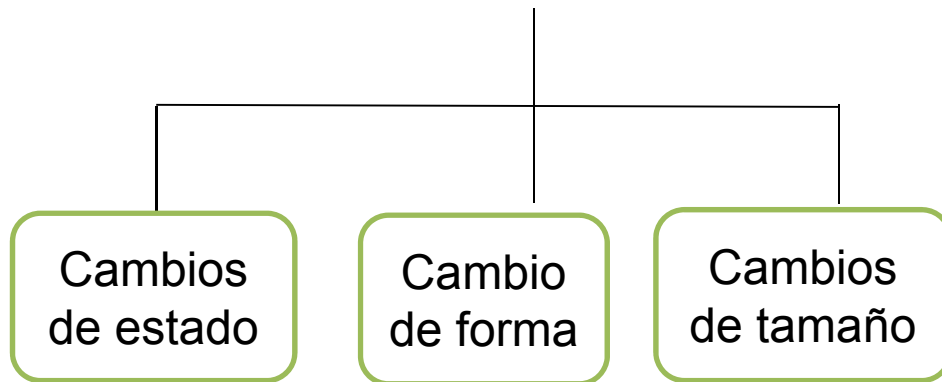 Cambios
de estado
Cambio
de forma
Cambios
de tamaño